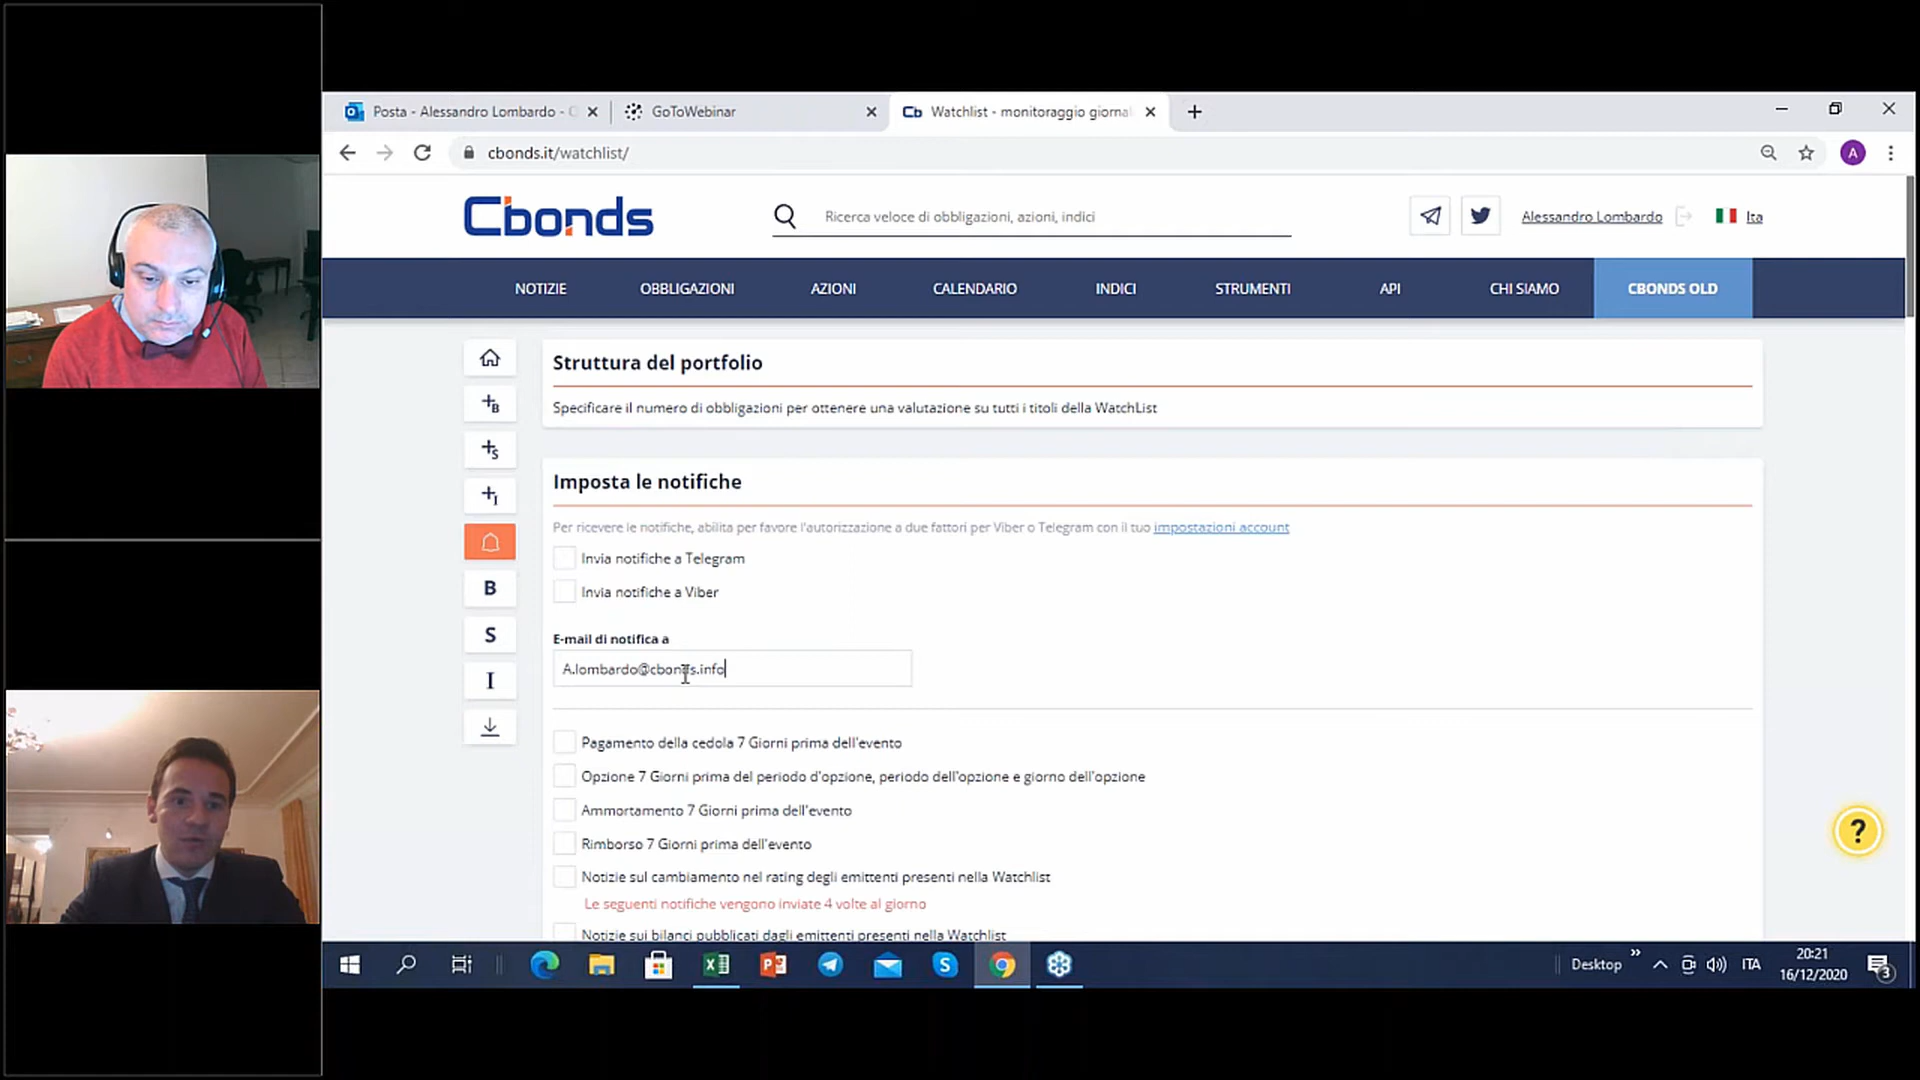 Posta - Alessandro Lombardo -
GoToWebinar
Cb Watchlist - monitoraggio giorna
cbonds.it/watchlist/
A
Cbonds
Ricerca veloce di obbligazioni, azioni, indici
Alessandro Lombardo
Ita
NOTIZIE OBBLIGAZIONI AZIONI CALENDARIO INDICI STRUMENTI API CHI SIAMO CBONDS OLD
Struttura del portfolio
Specificare il numero di obbligazioni per ottenere una valutazione su tutti i titoli della WatchList
+B
+S
+I
B
S
I
Imposta le notifiche
Per ricevere le notifiche, abilita per favore l'autorizzazione a due fattori per Viber o Telegram con il tuo impostazioni account
Invia notifiche a Telegram
Invia notifiche a Viber
E-mail di notifica a
A.lombardo@cbonds.info
Pagamento della cedola 7 Giorni prima dell'evento
Opzione 7 Giorni prima del periodo d'opzione, periodo dell'opzione e giorno dell'opzione
Ammortamento 7 Giorni prima dell'evento
Rimborso 7 Giorni prima dell'evento
Notizie sul cambiamento nel rating degli emittenti presenti nella Watchlist
Le seguenti notifiche vengono inviate 4 volte al giorno
Notizie sui bilanci pubblicati dagli emittenti presenti nella Watchlist
?
Desktop
ITA
20:21
16/12/2020
3